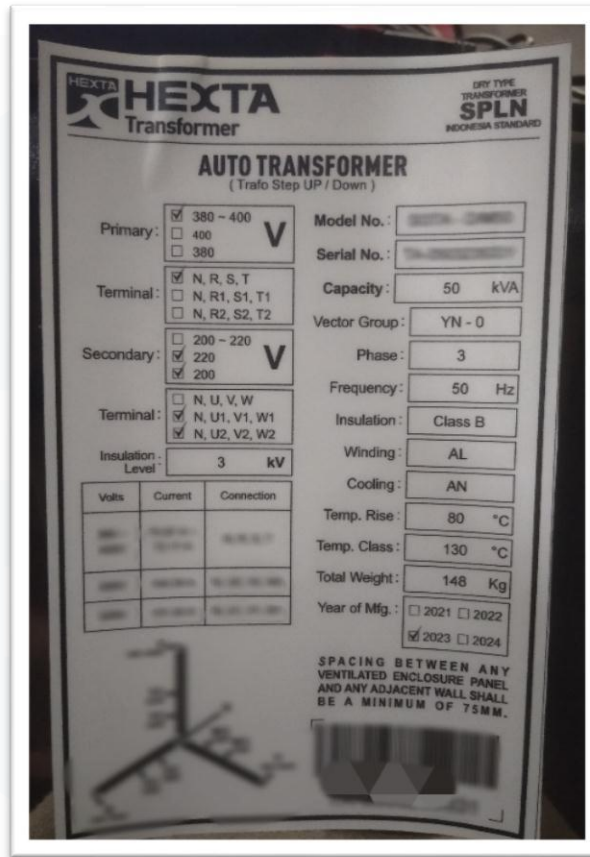 HEXTA
HEXTA
Transformer
DRY TYPE
TRANSFORMER
SPLN
INDONESIA STANDARD
AUTO TRANSFORMER
( Trafo Step UP / Down )
Primary : 380 ~ 400 V
400
380
Terminal : N, R, S, T
N, R1, S1, T1
N, R2, S2, T2
Secondary : 200 ~ 220 V
220
200
Terminal : N, U, V, W
N, U1, V1, W1
N, U2, V2, W2
Insulation Level : 3 kV
Volts Current Connection
Model No. :
Serial No. :
Capacity : 50 kVA
Vector Group : YN - 0
Phase : 3
Frequency : 50 Hz
Insulation : Class B
Winding : AL
Cooling : AN
Temp. Rise : 80 °C
Temp. Class : 130 °C
Total Weight : 148 Kg
Year of Mfg. : 2021 2022
2023 2024
SPACING BETWEEN ANY
VENTILATED ENCLOSURE PANEL
AND ANY ADJACENT WALL SHALL
BE A MINIMUM OF 75MM.